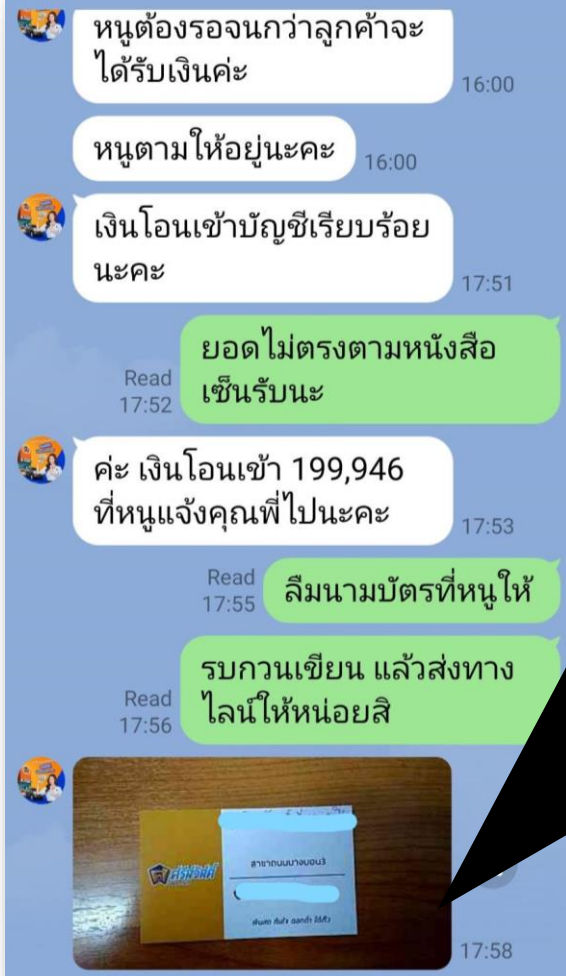 หนูต้องรอจนกว่าลูกค้าจะ
ได้รับเงินค่ะ
16:00
หนูตามให้อยู่นะคะ
16:00
เงินโอนเข้าบัญชีเรียบร้อย
นะคะ
17:51
ยอดไม่ตรงตามหนังสือ
เซ็นรับนะ
Read
17:52
ค่ะ เงินโอนเข้า 199,946
ที่หนูแจ้งคุณพี่ไปนะคะ
17:53
Read
17:55
ลืมนามบัตรที่หนูให้
รบกวนเขียน แล้วส่งทาง
ไลน์ให้หน่อยสิ
Read
17:56
ศรีสวัสดิ์
สาขาถนนบางบอน3
17:58